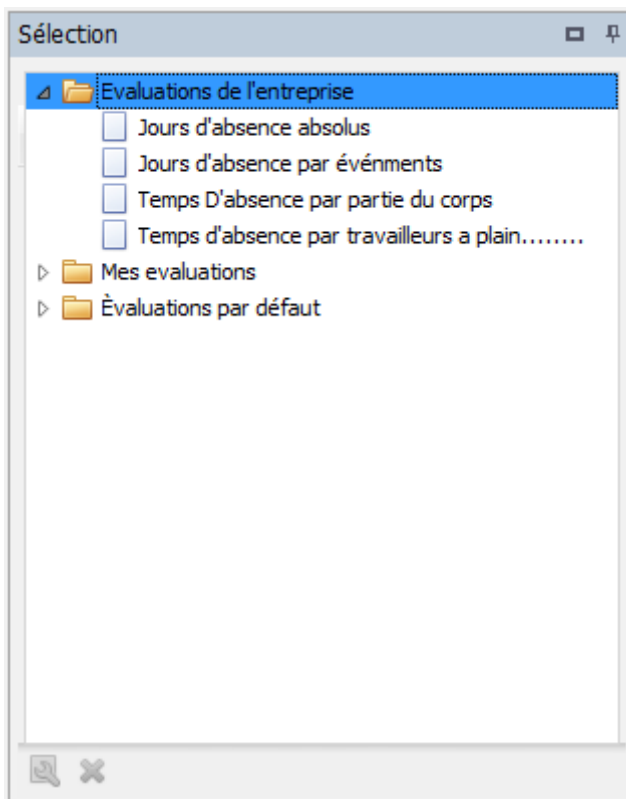 Sélection
Evaluations de l'entreprise
Jours d'absence absolus
Jours d'absence par événments
Temps D'absence par partie du corps
Temps d'absence par travailleurs a plain........
Mes evaluations
Èvaluations par défaut